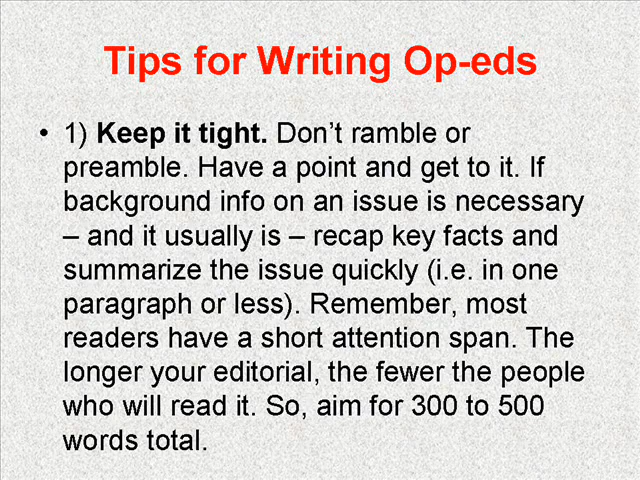 Tips for Writing Op-eds
• 1) Keep it tight. Don’t ramble or
preamble. Have a point and get to it. If
background info on an issue is necessary
– and it usually is – recap key facts and
summarize the issue quickly (i.e. in one
paragraph or less). Remember, most
readers have a short attention span. The
longer your editorial, the fewer the people
who will read it. So, aim for 300 to 500
words total.